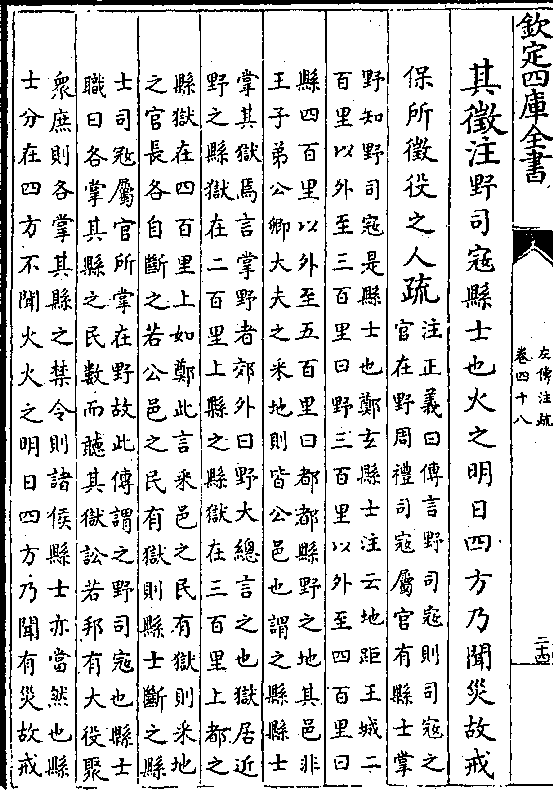 欽定四庫全書
左傳注疏
卷四十八
二十四
其徵注野司寇縣士也火之明日四方乃聞災故戒
保所徵役之人疏
注正義曰傳言野司寇則司寇之
官在野周禮司寇屬官有縣士掌
野知野司寇是縣士也鄭玄縣士注云地距王城二
百里以外至三百里曰野三百里以外至四百里曰
縣四百里以外至五百里曰都都縣野之地其邑非
王子弟公卿大夫之采地則皆公邑也謂之縣縣士
掌其獄焉言掌野者郊外曰野大總言之也獄居近
野之縣獄在二百里上縣之縣獄在三百里上都之
縣獄在四百里上如鄭此言采邑之民有獄則采地
之官長各自斷之若公邑之民有獄則縣士斷之縣
士司寇屬官所掌在野故此傳謂之野司寇也縣士
職曰各掌其縣之民數而聽其獄訟若邦有大役聚
衆庶則各掌其縣之禁令則諸侯縣士亦當然也縣
士分在四方不聞火火之明日四方乃聞有災故戒